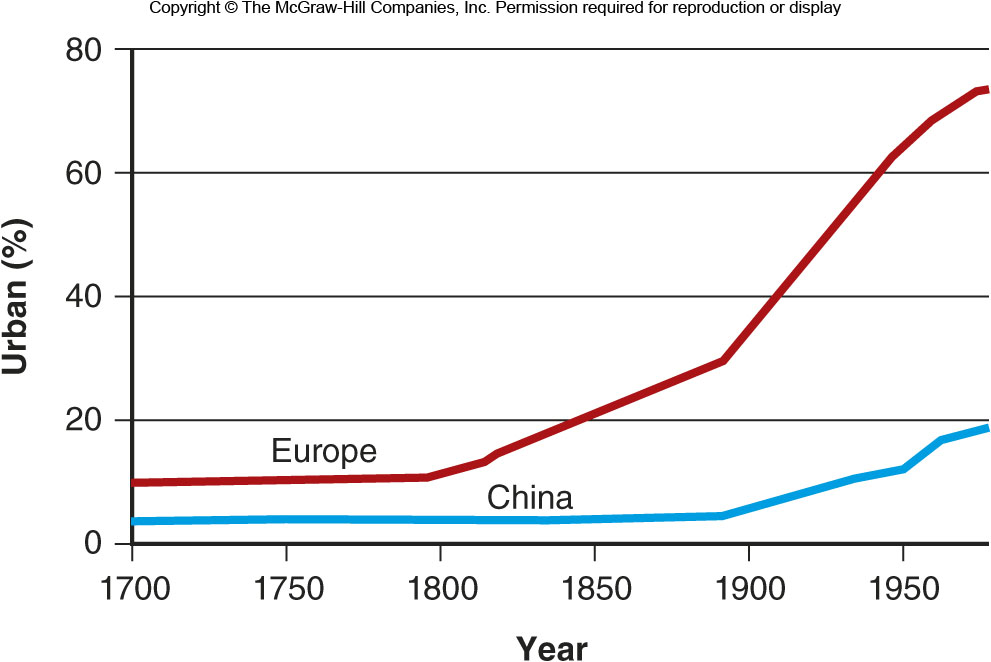 Copyright © The McGraw-Hill Companies, Inc. Permission required for reproduction or display
80
60
40
20
0
Urban (%)
Europe
China
1700 1750 1800 1850 1900 1950
Year